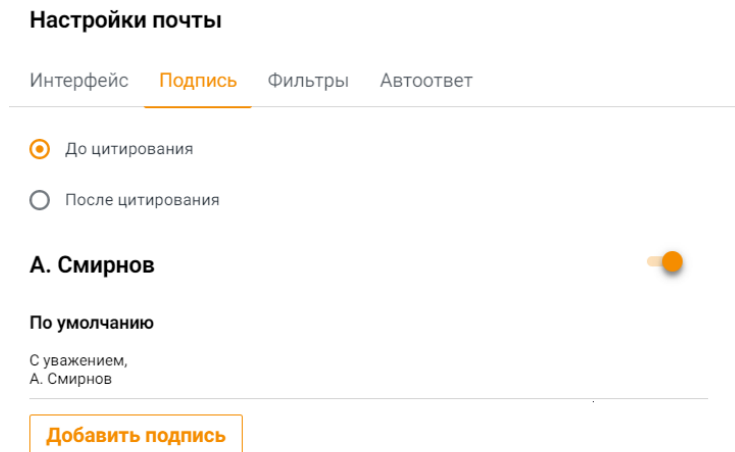 Настройки почты
Интерфейс Подпись Фильтры Автоответ
До цитирования
После цитирования
А. Смирнов
По умолчанию
С уважением,
А. Смирнов
Добавить подпись